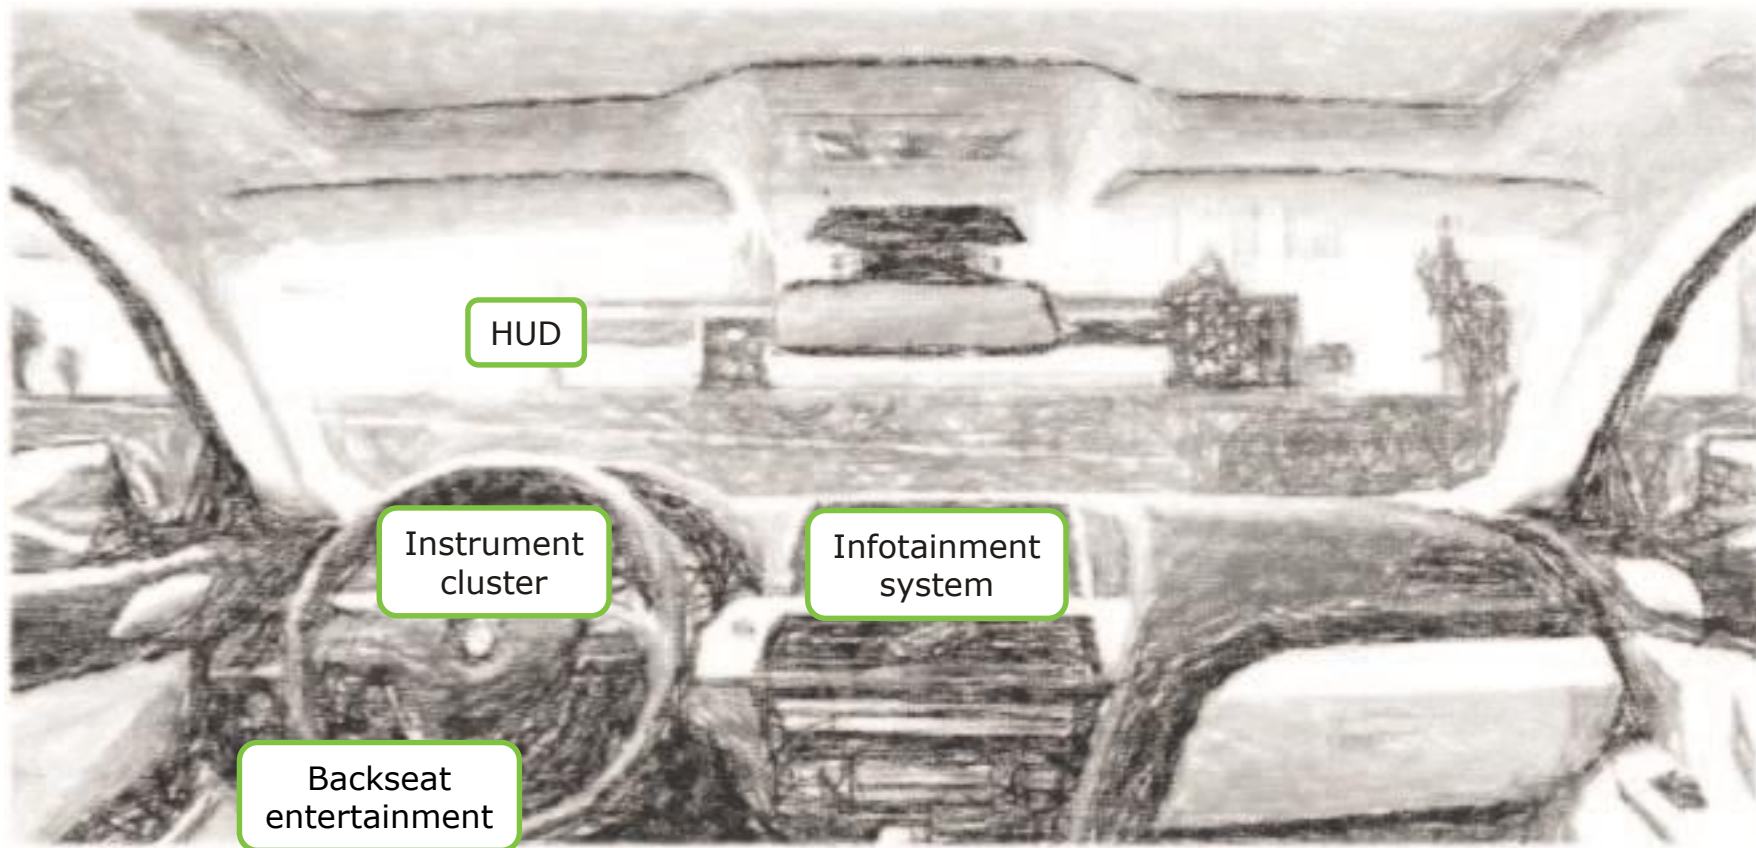 HUD
Instrument
cluster
Infotainment
system
Backseat
entertainment